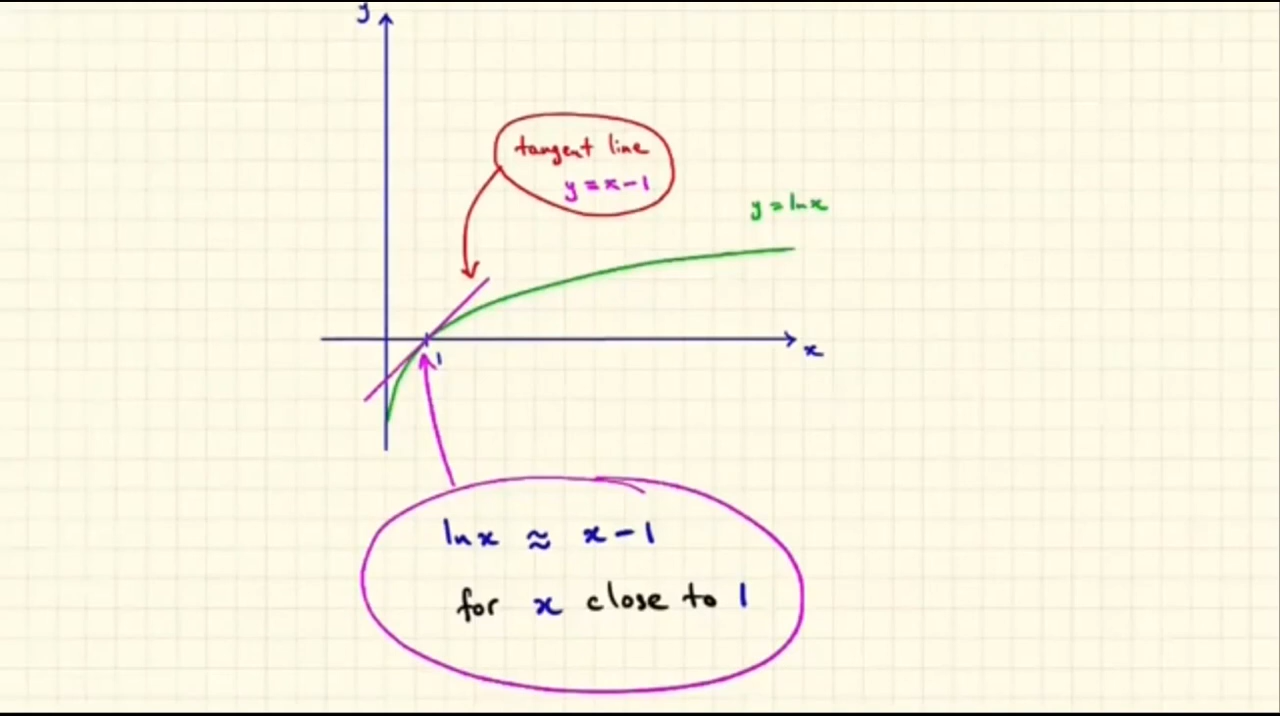 y
tangent line
y = x - 1
y = ln x
x
1
ln x ≈ x - 1
for x close to 1